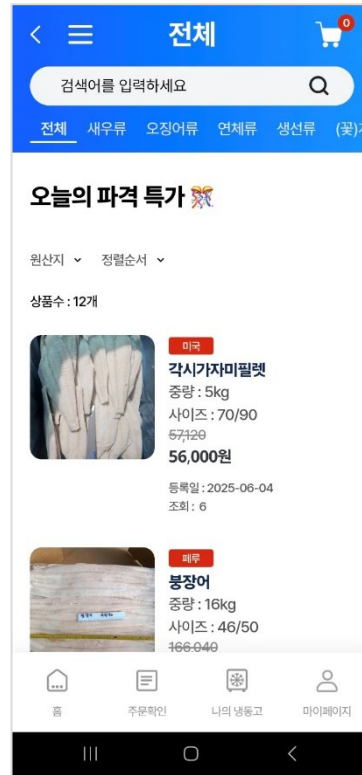 전체
0
검색어를 입력하세요
전체 새우류 오징어류 연체류 생선류 (꽃)
오늘의 파격 특가
원산지 정렬순서
상품수 : 12개
미국
각시가자미필렛
중량 : 5kg
사이즈 : 70/90
57,120
56,000원
등록일 : 2025-06-04
조회 : 6
페루
붕장어
중량 : 16kg
사이즈 : 46/50
166,040
홈 주문확인 나의 냉동고 마이페이지